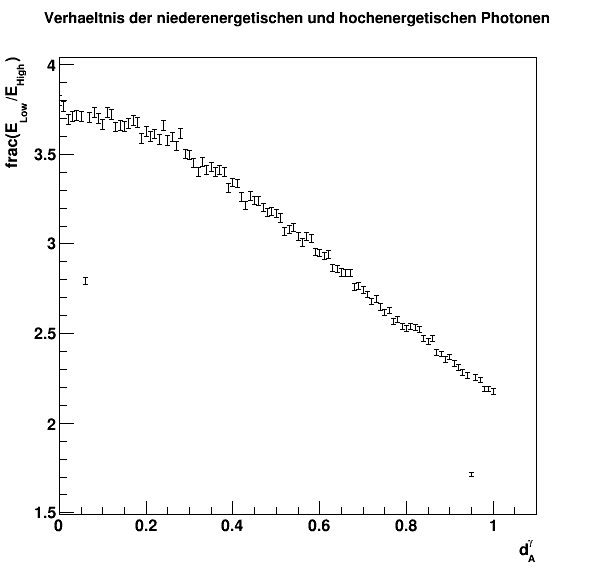 Verhaeltnis der niederenergetischen und hochenergetischen Photonen
frac(E_Low/E_High)
4
3.5
3
2.5
2
1.5
0 0.2 0.4 0.6 0.8 1
d_A^γ